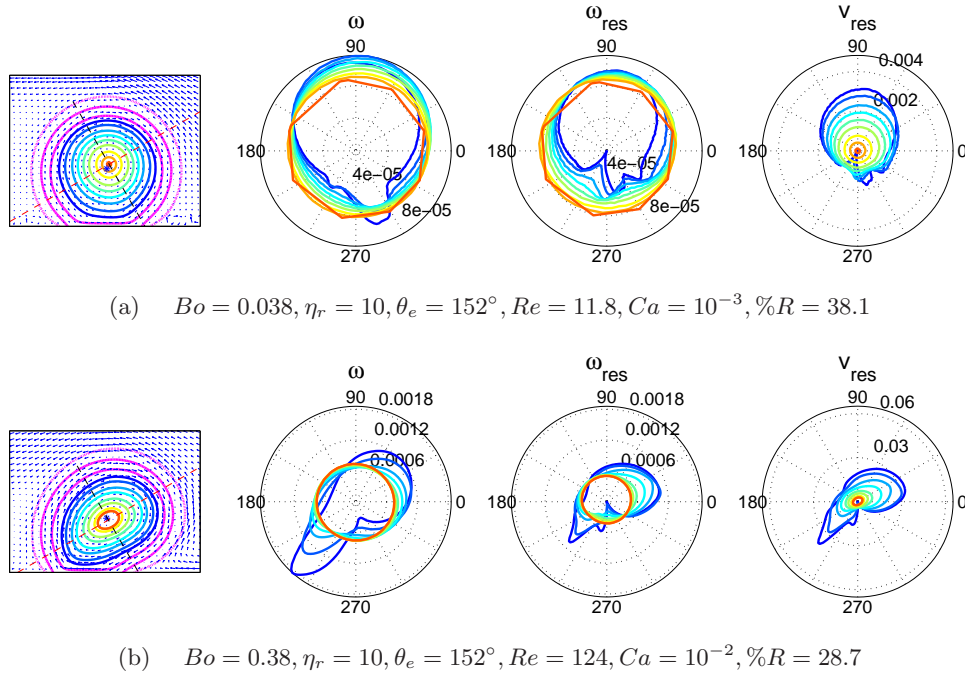 ω
ω_res
v_res
90
90
90
0.004
0.002
180
4e−05
8e−05
0
180
4e−05
8e−05
0
180
0
270
270
270
(a) Bo = 0.038, η_r = 10, θ_e = 152°, Re = 11.8, Ca = 10⁻³, %R = 38.1
ω
ω_res
v_res
90
0.0018
90
0.0018
90
0.06
0.0012
0.0012
0.0006
0.0006
0.03
180
0
180
0
180
0
270
270
270
(b) Bo = 0.38, η_r = 10, θ_e = 152°, Re = 124, Ca = 10⁻², %R = 28.7